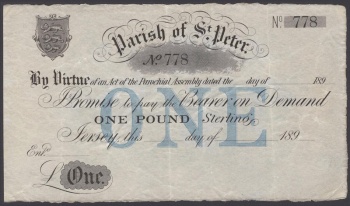 Parish of St. Peter.
No. 778
No. 778
By Virtue of an Act of the Parochial Assembly dated the day of 189
I Promise to pay the Bearer on Demand
ONE
ONE POUND Sterling,
Jersey this day of 189
Entd.
£ One.